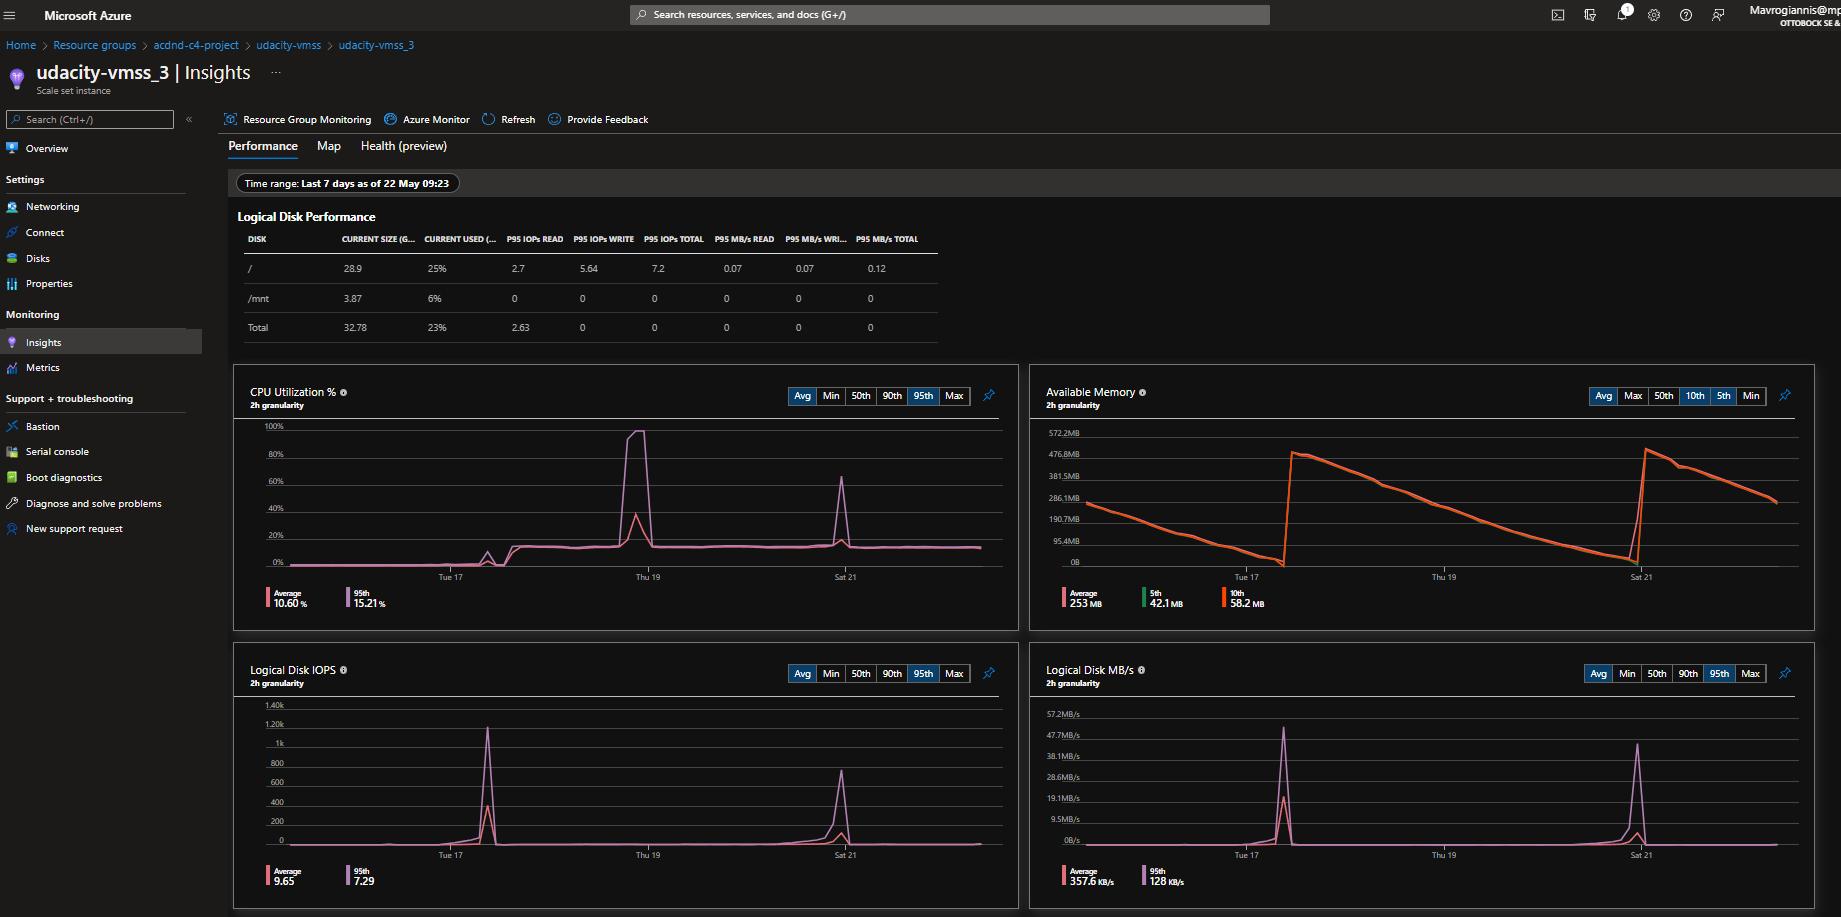 Microsoft Azure
Search resources, services, and docs (G+/)
1
Mavrogiannis@mp
OTTOBOCK SE &
Home > Resource groups > acdnd-c4-project > udacity-vmss > udacity-vmss_3
udacity-vmss_3 | Insights ...
Scale set instance
Search (Ctrl+/) «
Overview
Settings
Networking
Connect
Disks
Properties
Monitoring
Insights
Metrics
Support + troubleshooting
Bastion
Serial console
Boot diagnostics
Diagnose and solve problems
New support request
Resource Group Monitoring Azure Monitor Refresh Provide Feedback
Performance Map Health (preview)
Time range: Last 7 days as of 22 May 09:23
Logical Disk Performance
DISK CURRENT SIZE (G... CURRENT USED (... P95 IOPs READ P95 IOPs WRITE P95 IOPs TOTAL P95 MB/s READ P95 MB/s WRI... P95 MB/s TOTAL
/ 28.9 25% 2.7 5.64 7.2 0.07 0.07 0.12
/mnt 3.87 6% 0 0 0 0 0 0
Total 32.78 23% 2.63 0 0 0 0 0
CPU Utilization %
2h granularity
Avg Min 50th 90th 95th Max
100%
80%
60%
40%
20%
0%
Tue 17 Thu 19 Sat 21
Average 95th
10.60 % 15.21 %
Available Memory
2h granularity
Avg Max 50th 10th 5th Min
572.2MB
476.8MB
381.5MB
286.1MB
190.7MB
95.4MB
0B
Tue 17 Thu 19 Sat 21
Average 5th 10th
253 MB 42.1 MB 58.2 MB
Logical Disk IOPS
2h granularity
Avg Min 50th 90th 95th Max
1.40k
1.20k
1k
800
600
400
200
0
Tue 17 Thu 19 Sat 21
Average 95th
9.65 7.29
Logical Disk MB/s
2h granularity
Avg Min 50th 90th 95th Max
57.2MB/s
47.7MB/s
38.1MB/s
28.6MB/s
19.1MB/s
9.5MB/s
0B/s
Tue 17 Thu 19 Sat 21
Average 95th
357.6 KB/s 128 KB/s